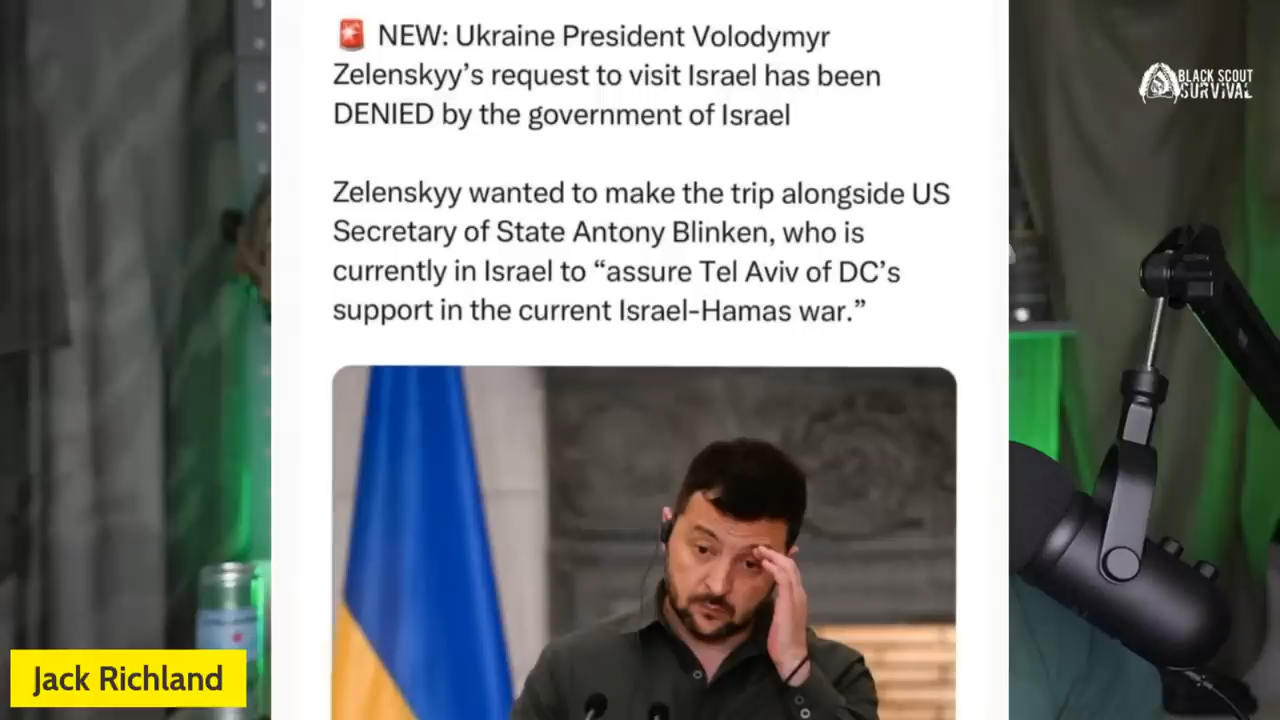 🚨 NEW: Ukraine President Volodymyr
Zelenskyy’s request to visit Israel has been
DENIED by the government of Israel
Zelenskyy wanted to make the trip alongside US
Secretary of State Antony Blinken, who is
currently in Israel to “assure Tel Aviv of DC’s
support in the current Israel-Hamas war.”
BLACK SCOUT
SURVIVAL
Jack Richland